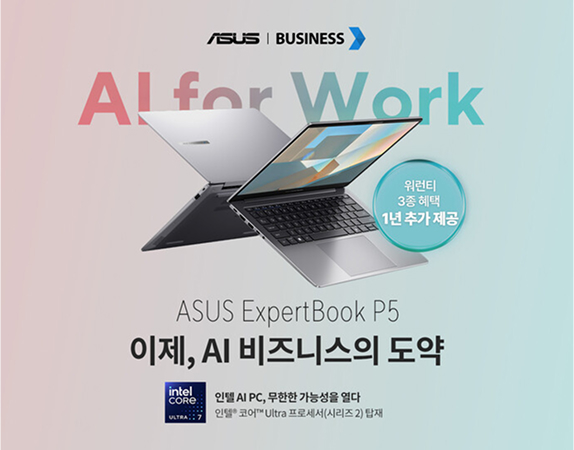 ASUS | BUSINESS
AI for Work
워런티
3종 혜택
1년 추가 제공
ASUS ExpertBook P5
이제, AI 비즈니스의 도약
intel
CORE
ULTRA 7
인텔 AI PC, 무한한 가능성을 열다
인텔® 코어™ Ultra 프로세서(시리즈 2) 탑재